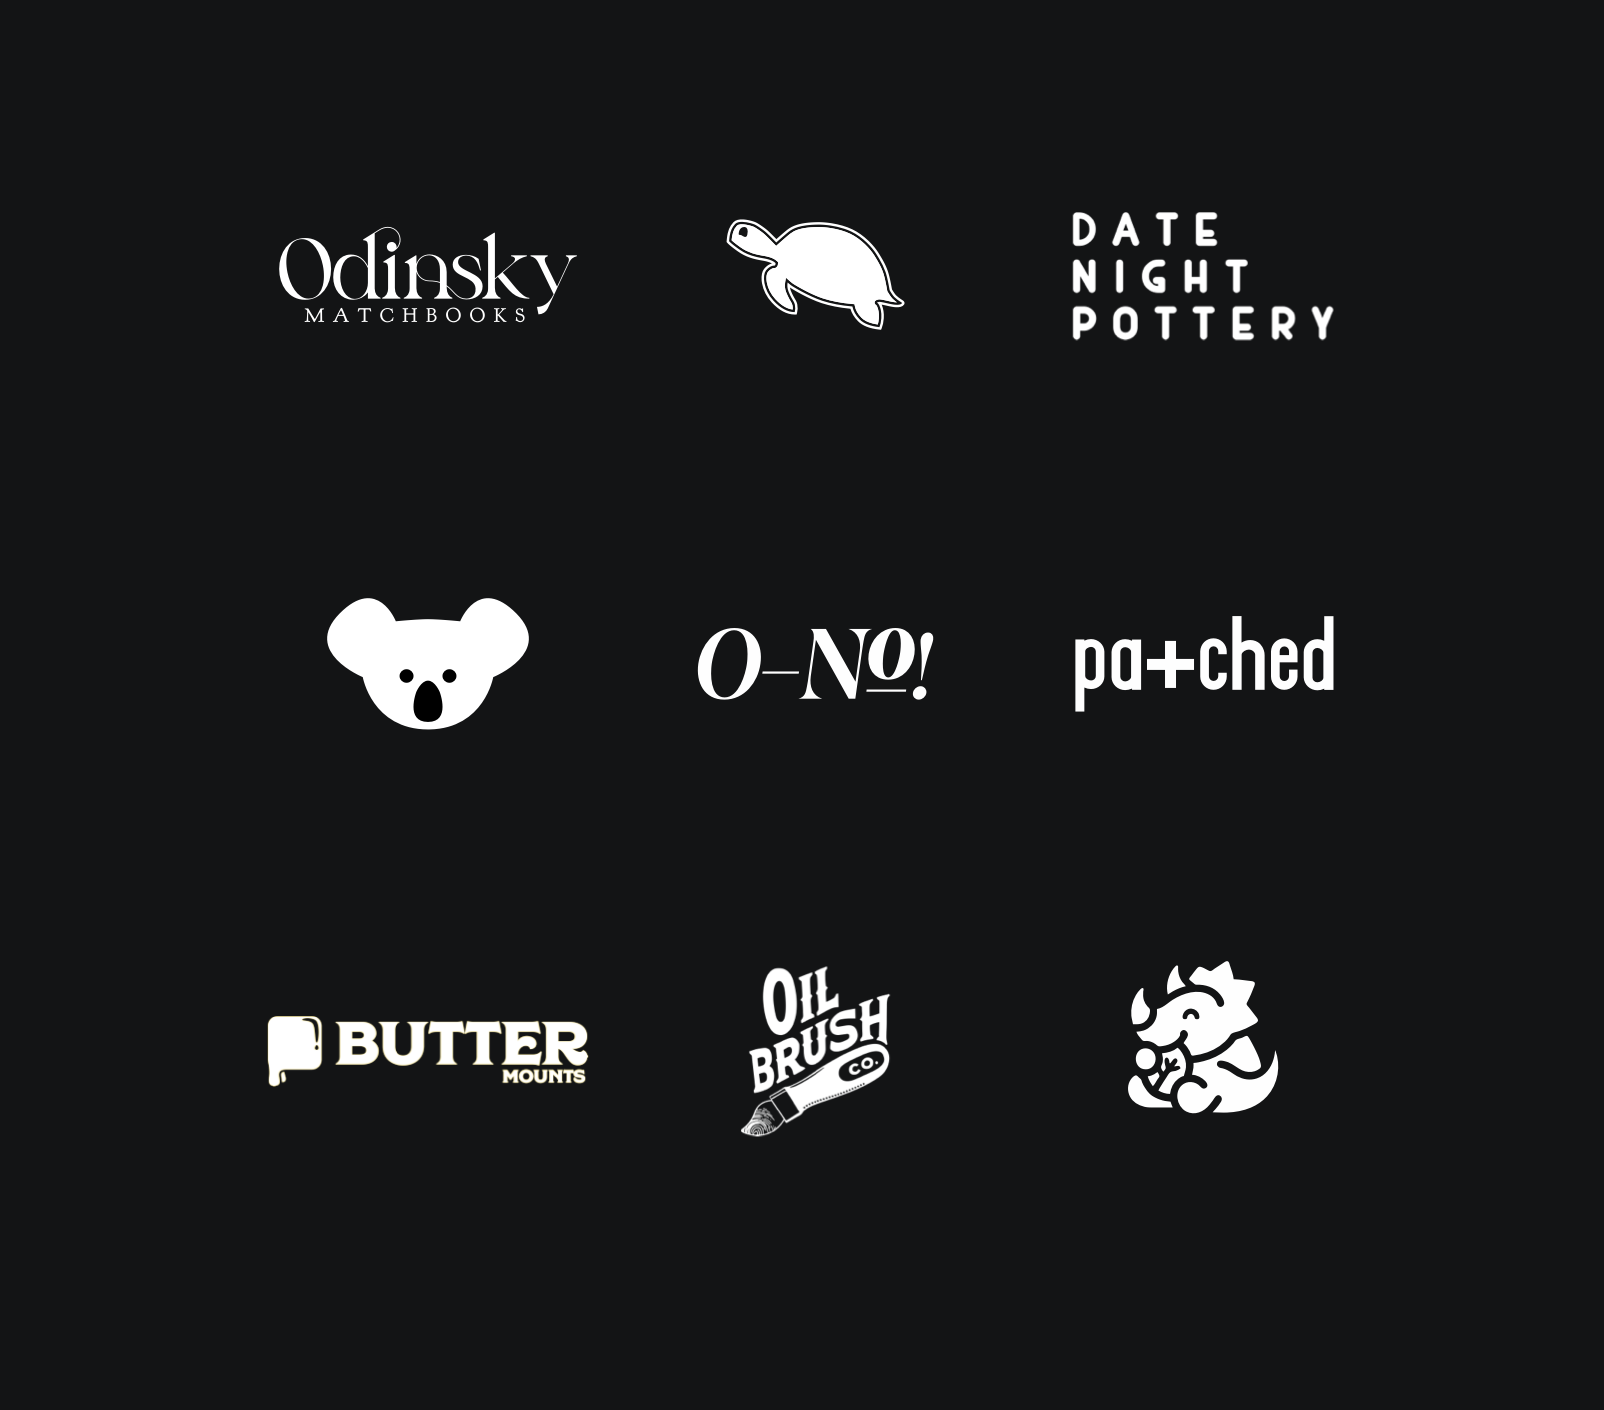 Odinsky
MATCHBOOKS
DATE
NIGHT
POTTERY
O–No!
pa+ched
BUTTER
MOUNTS
OIL
BRUSH
CO.